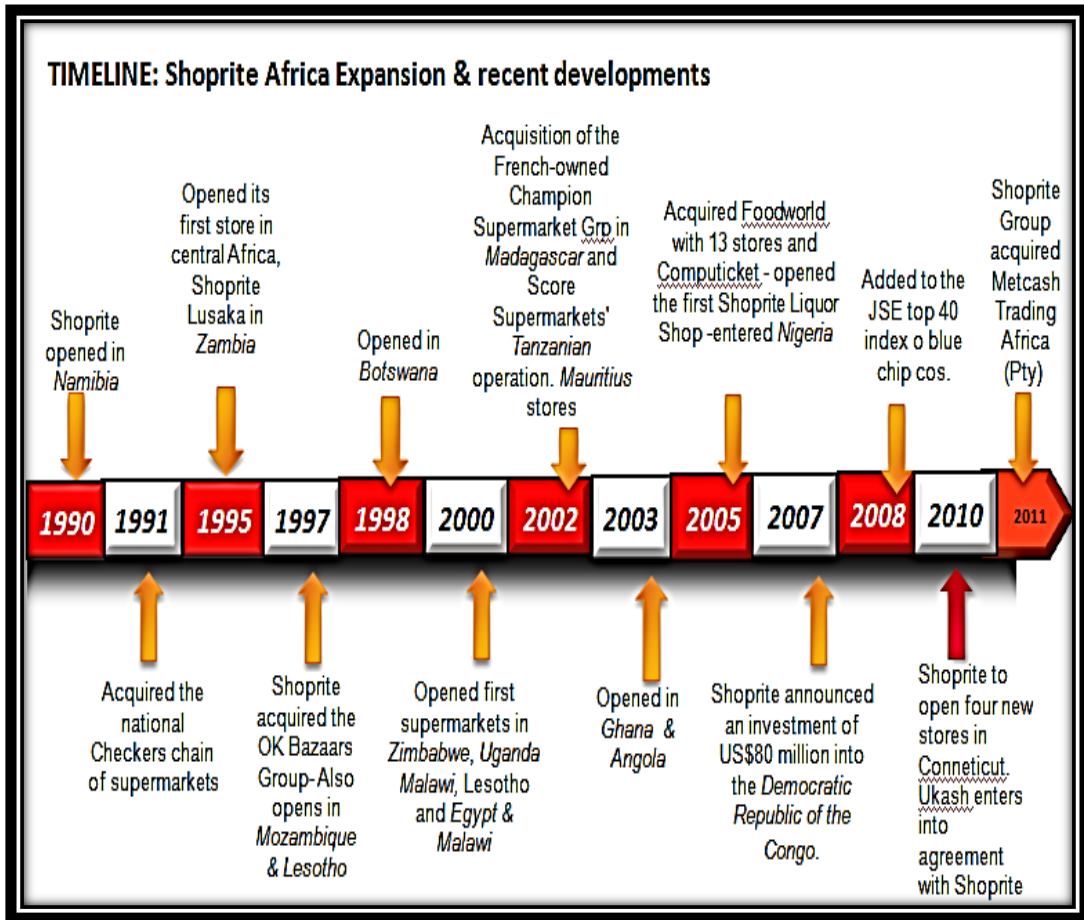 TIMELINE: Shoprite Africa Expansion & recent developments
Shoprite
opened in
Namibia
Opened its
first store in
central Africa,
Shoprite
Lusaka in
Zambia
Opened in
Botswana
Acquisition of the
French-owned
Champion
Supermarket Grp in
Madagascar and
Score
Supermarkets'
Tanzanian
operation. Mauritius
stores
Acquired Foodworld
with 13 stores and
Computicket - opened
the first Shoprite Liquor
Shop -entered Nigeria
Added to the
JSE top 40
index o blue
chip cos.
Shoprite
Group
acquired
Metcash
Trading
Africa
(Pty)
1990
1991
1995
1997
1998
2000
2002
2003
2005
2007
2008
2010
2011
Acquired the
national
Checkers chain
of supermarkets
Shoprite
acquired the
OK Bazaars
Group-Also
opens in
Mozambique
& Lesotho
Opened first
supermarkets in
Zimbabwe, Uganda
Malawi, Lesotho
and Egypt &
Malawi
Opened in
Ghana &
Angola
Shoprite announced
an investment of
US$80 million into
the Democratic
Republic of the
Congo.
Shoprite to
open four new
stores in
Conneticut.
Ukash enters
into
agreement
with Shoprite